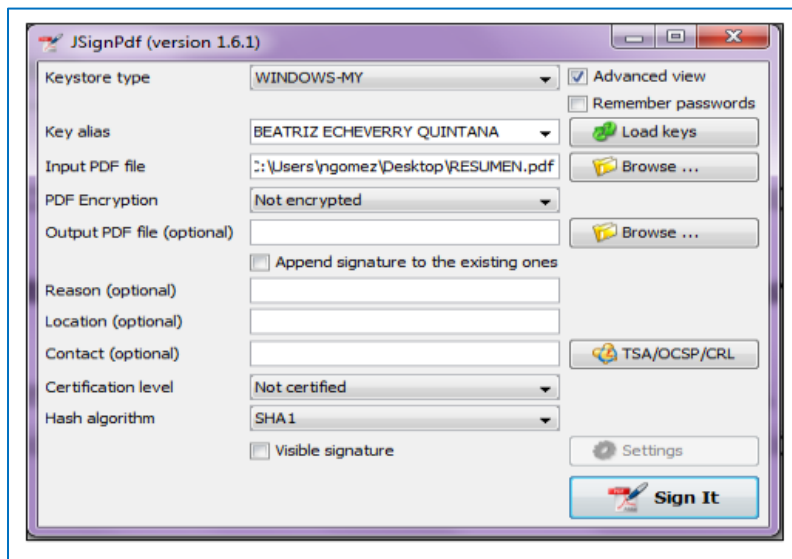 JSignPdf (version 1.6.1)
Keystore type WINDOWS-MY Advanced view
Remember passwords
Key alias BEATRIZ ECHEVERRY QUINTANA Load keys
Input PDF file :\Users\ngomez\Desktop\RESUMEN.pdf Browse ...
PDF Encryption Not encrypted
Output PDF file (optional) Browse ...
Append signature to the existing ones
Reason (optional)
Location (optional)
Contact (optional) TSA/OCSP/CRL
Certification level Not certified
Hash algorithm SHA1
Visible signature Settings
Sign It